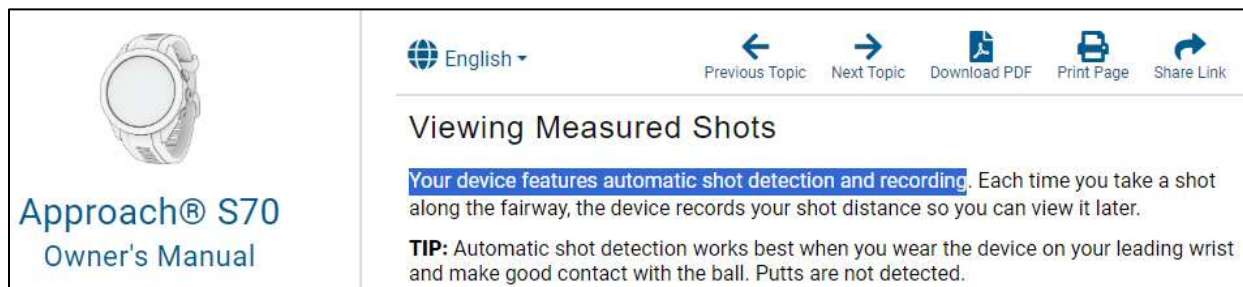 English
Previous Topic
Next Topic
Download PDF
Print Page
Share Link
Viewing Measured Shots
Your device features automatic shot detection and recording. Each time you take a shot
along the fairway, the device records your shot distance so you can view it later.
TIP: Automatic shot detection works best when you wear the device on your leading wrist
and make good contact with the ball. Putts are not detected.
Approach® S70
Owner's Manual